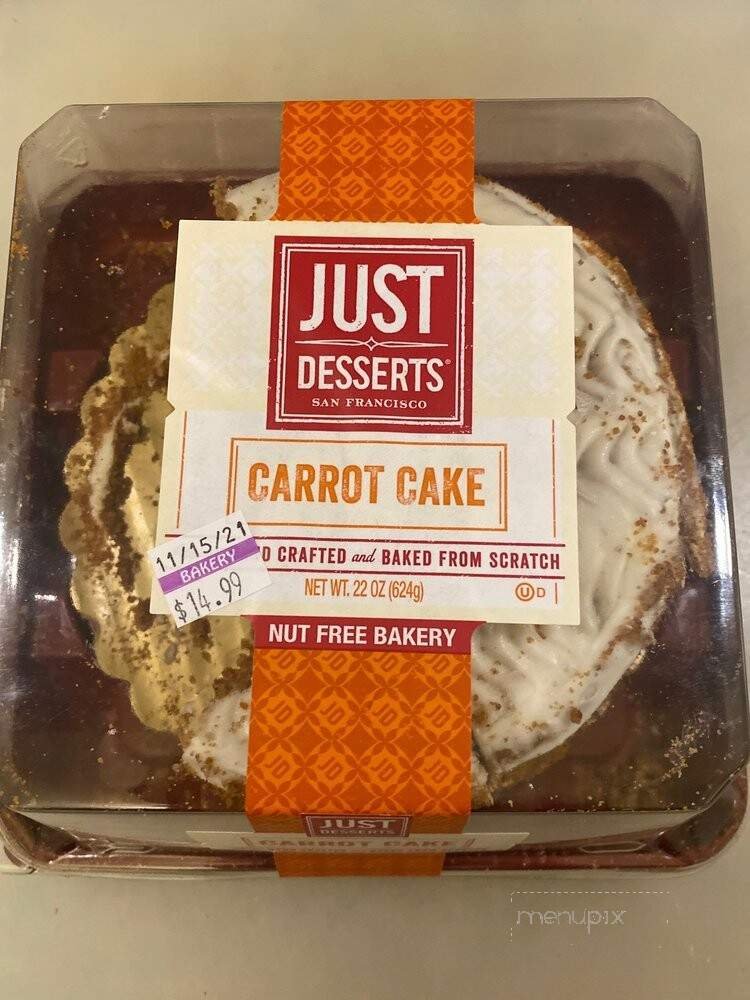 JUST
DESSERTS®
SAN FRANCISCO
CARROT CAKE
D CRAFTED and BAKED FROM SCRATCH
11/15/21
BAKERY
$14.99
NET WT. 22 OZ (624g)
U D
NUT FREE BAKERY
JUST
DESSERTS
CARROT CAKE
menupix